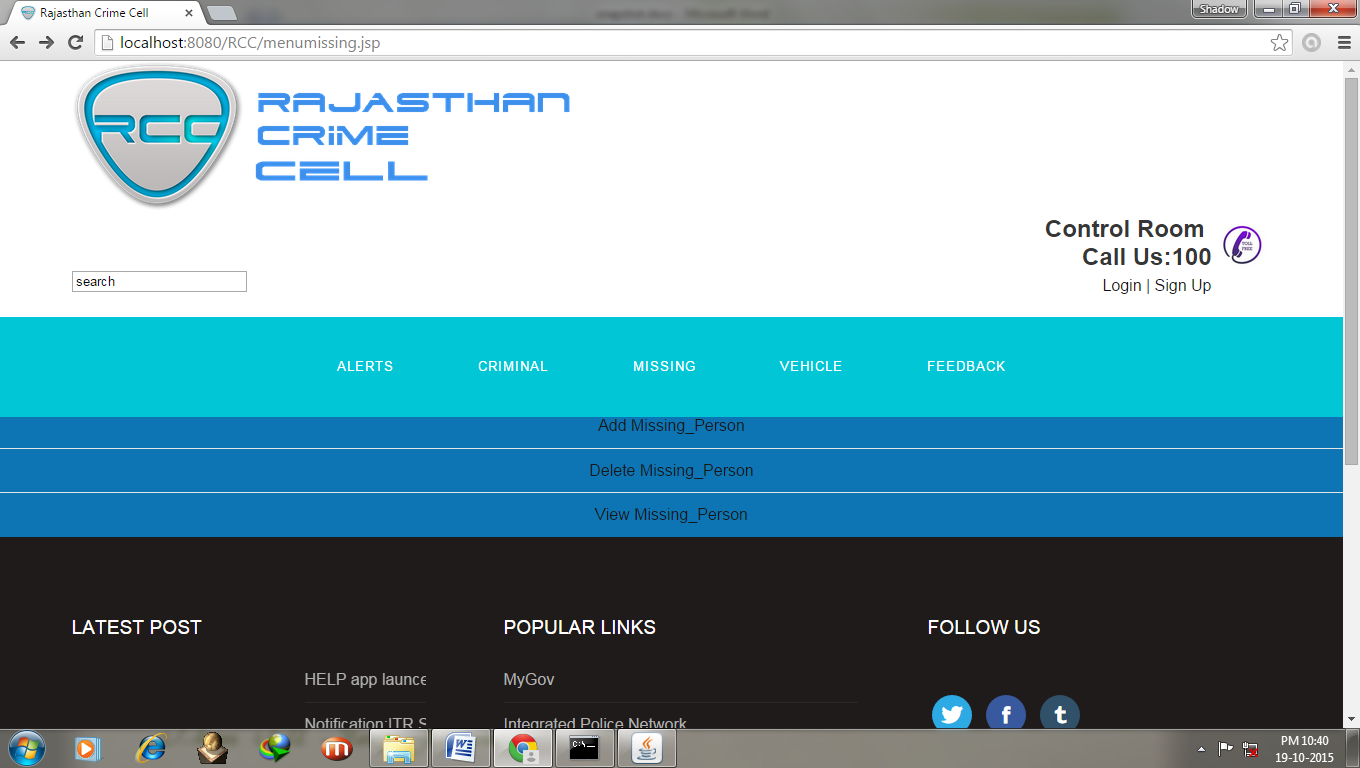 Rajasthan Crime Cell
Shadow
localhost:8080/RCC/menumissing.jsp
RCC
RAJASTHAN
CRiME
CELL
Control Room
Call Us:100
TOLL
FREE
Login | Sign Up
search
ALERTS CRIMINAL MISSING VEHICLE FEEDBACK
Add Missing_Person
Delete Missing_Person
View Missing_Person
LATEST POST POPULAR LINKS FOLLOW US
HELP app launce MyGov
Notification:ITR S Integrated Police Network
PM 10:40
19-10-2015